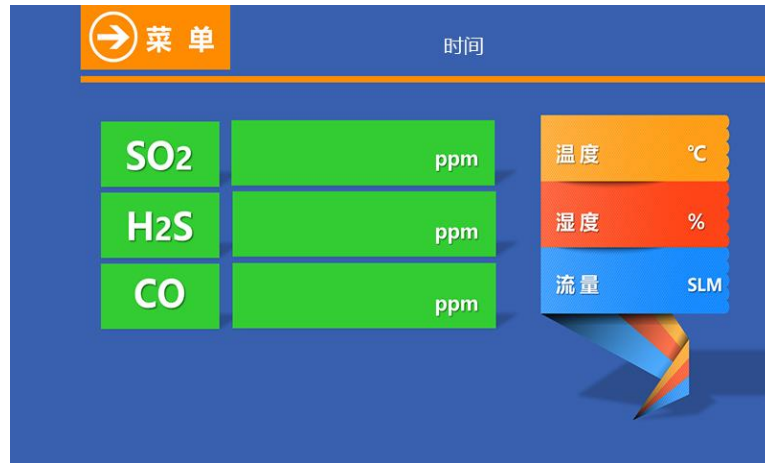 菜 单
时间
SO2 ppm
温度 ℃
H2S ppm
湿度 %
CO ppm
流量 SLM